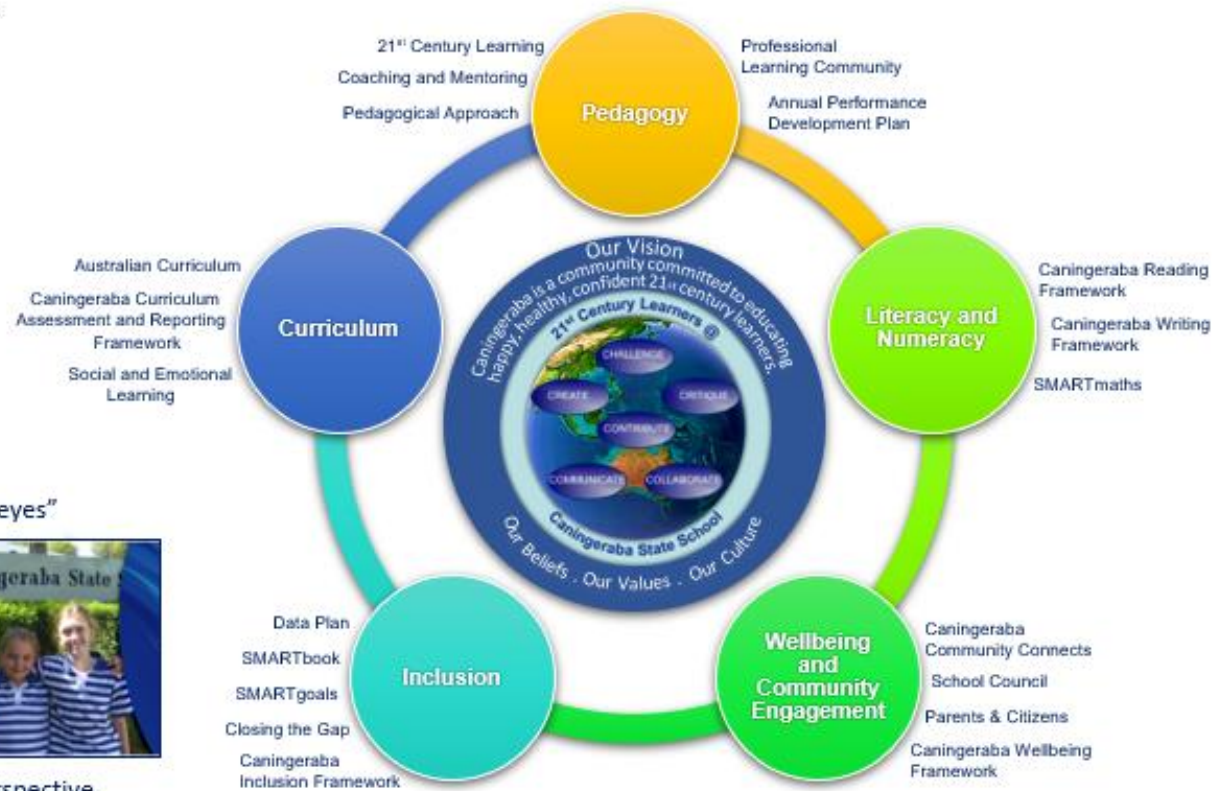 21st Century Learning
Coaching and Mentoring
Pedagogical Approach
Pedagogy
Professional
Learning Community
Annual Performance
Development Plan
Australian Curriculum
Caningeraba Curriculum
Assessment and Reporting
Framework
Social and Emotional
Learning
Curriculum
Our Vision
Caningeraba is a community committed to educating
happy, healthy, confident 21st century learners.
21st Century Learners @
CHALLENGE
CREATE
CRITIQUE
CONTRIBUTE
COMMUNICATE
COLLABORATE
Caningeraba State School
Our Beliefs . Our Values . Our Culture
Literacy and
Numeracy
Caningeraba Reading
Framework
Caningeraba Writing
Framework
SMARTmaths
eyes”
geraba State
Data Plan
SMARTbook
SMARTgoals
Closing the Gap
Caningeraba
Inclusion Framework
Inclusion
Wellbeing
and
Community
Engagement
Caningeraba
Community Connects
School Council
Parents & Citizens
Caningeraba Wellbeing
Framework